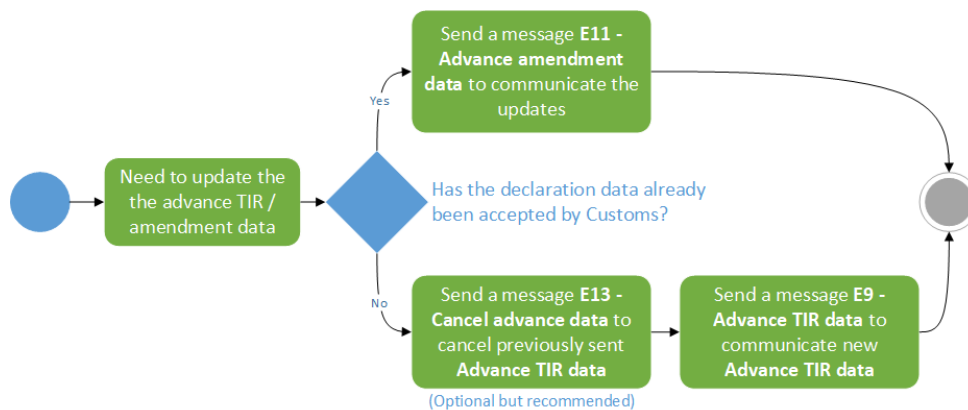 Send a message E11 -
Advance amendment
data to communicate the
updates
Yes
Need to update the
the advance TIR /
amendment data
Has the declaration data already
been accepted by Customs?
No
Send a message E13 -
Cancel advance data to
cancel previously sent
Advance TIR data
(Optional but recommended)
Send a message E9 -
Advance TIR data to
communicate new
Advance TIR data